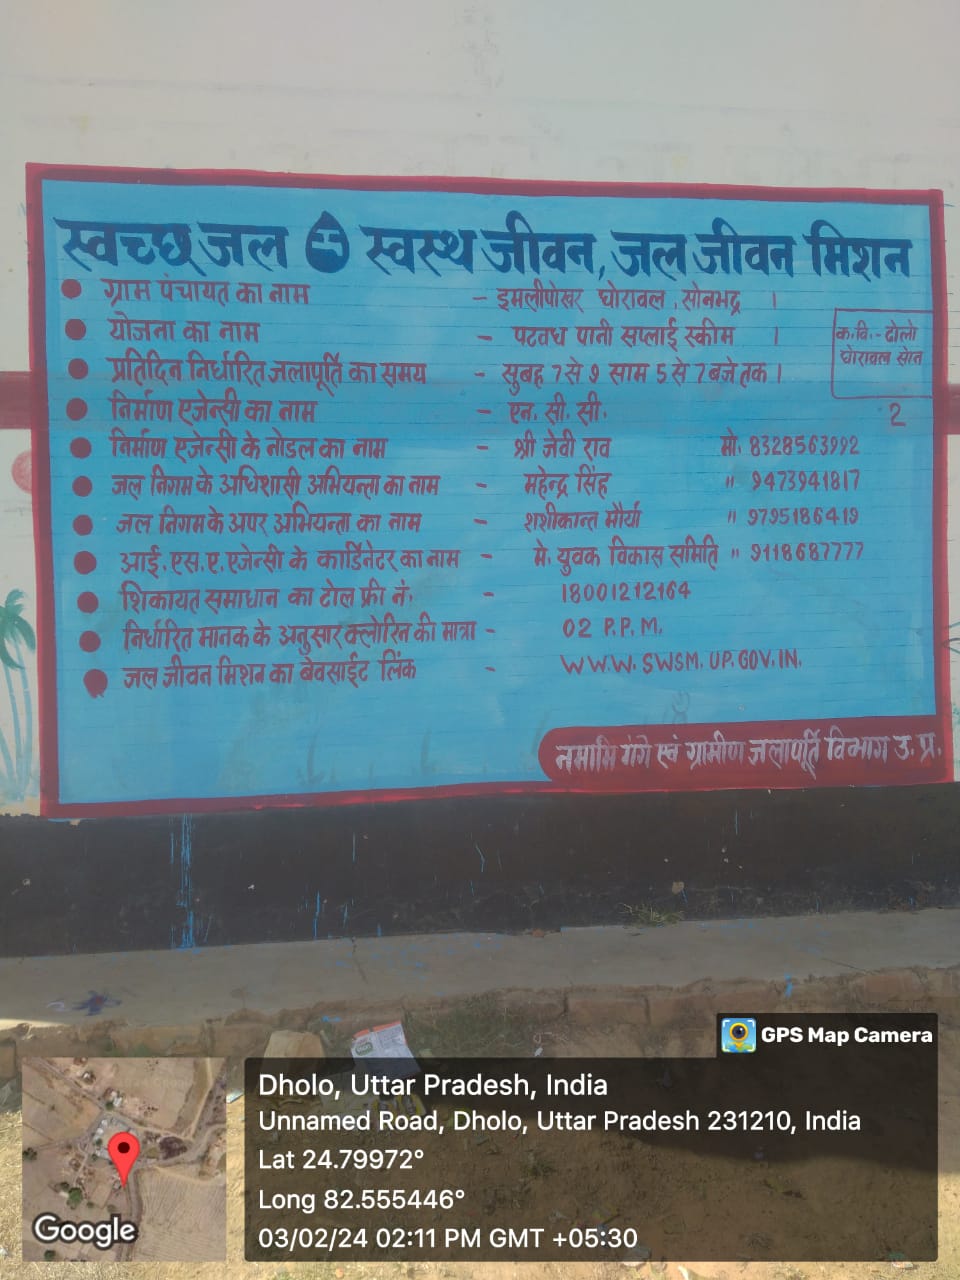 स्वच्छ जल स्वस्थ जीवन, जल जीवन मिशन
ग्राम पंचायत का नाम - इमलीपोखर घोरावल, सोनभद्र ।
योजना का नाम - पटवध पानी सप्लाई स्कीम ।
क.वि.- ढोलो
घोरावल सोन
2
प्रतिदिन निर्धारित जलापूर्ति का समय - सुबह 7 से 9 साम 5 से 7 बजे तक ।
निर्माण एजेन्सी का नाम - एन. सी. सी.
निर्माण एजेन्सी के नोडल का नाम - श्री जेवी राव मो. 8328563992
जल निगम के अधिशासी अभियन्ता का नाम - महेन्द्र सिंह " 9473941817
जल निगम के अपर अभियन्ता का नाम - शशीकान्त मौर्या " 9795186419
आई.एस.ए. एजेन्सी के कार्डिनेटर का नाम - मे. युवक विकास समिति " 9118687777
शिकायत समाधान का टोल फ्री नं. - 18001212164
निर्धारित मानक के अनुसार क्लोरिन की मात्रा - 02 P.P.M.
जल जीवन मिशन का बेवसाईट लिंक - WWW.SWSM.UP.GOV.IN.
नमामि गंगे एवं ग्रामीण जलापूर्ति विभाग उ.प्र.
GPS Map Camera
Dholo, Uttar Pradesh, India
Unnamed Road, Dholo, Uttar Pradesh 231210, India
Lat 24.79972°
Long 82.555446°
03/02/24 02:11 PM GMT +05:30
Google